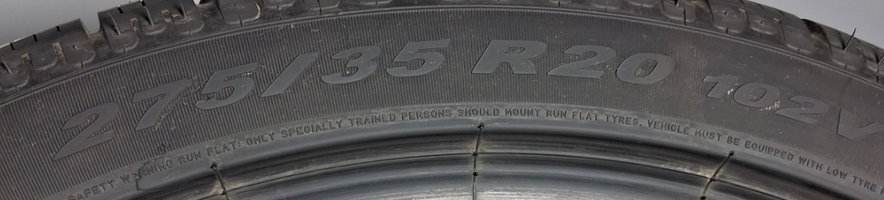 275/35 R20 102V
SAFETY WARNING RUN FLAT: ONLY SPECIALLY TRAINED PERSONS SHOULD MOUNT RUN FLAT TYRES. VEHICLE MUST BE EQUIPPED WITH LOW TYRE